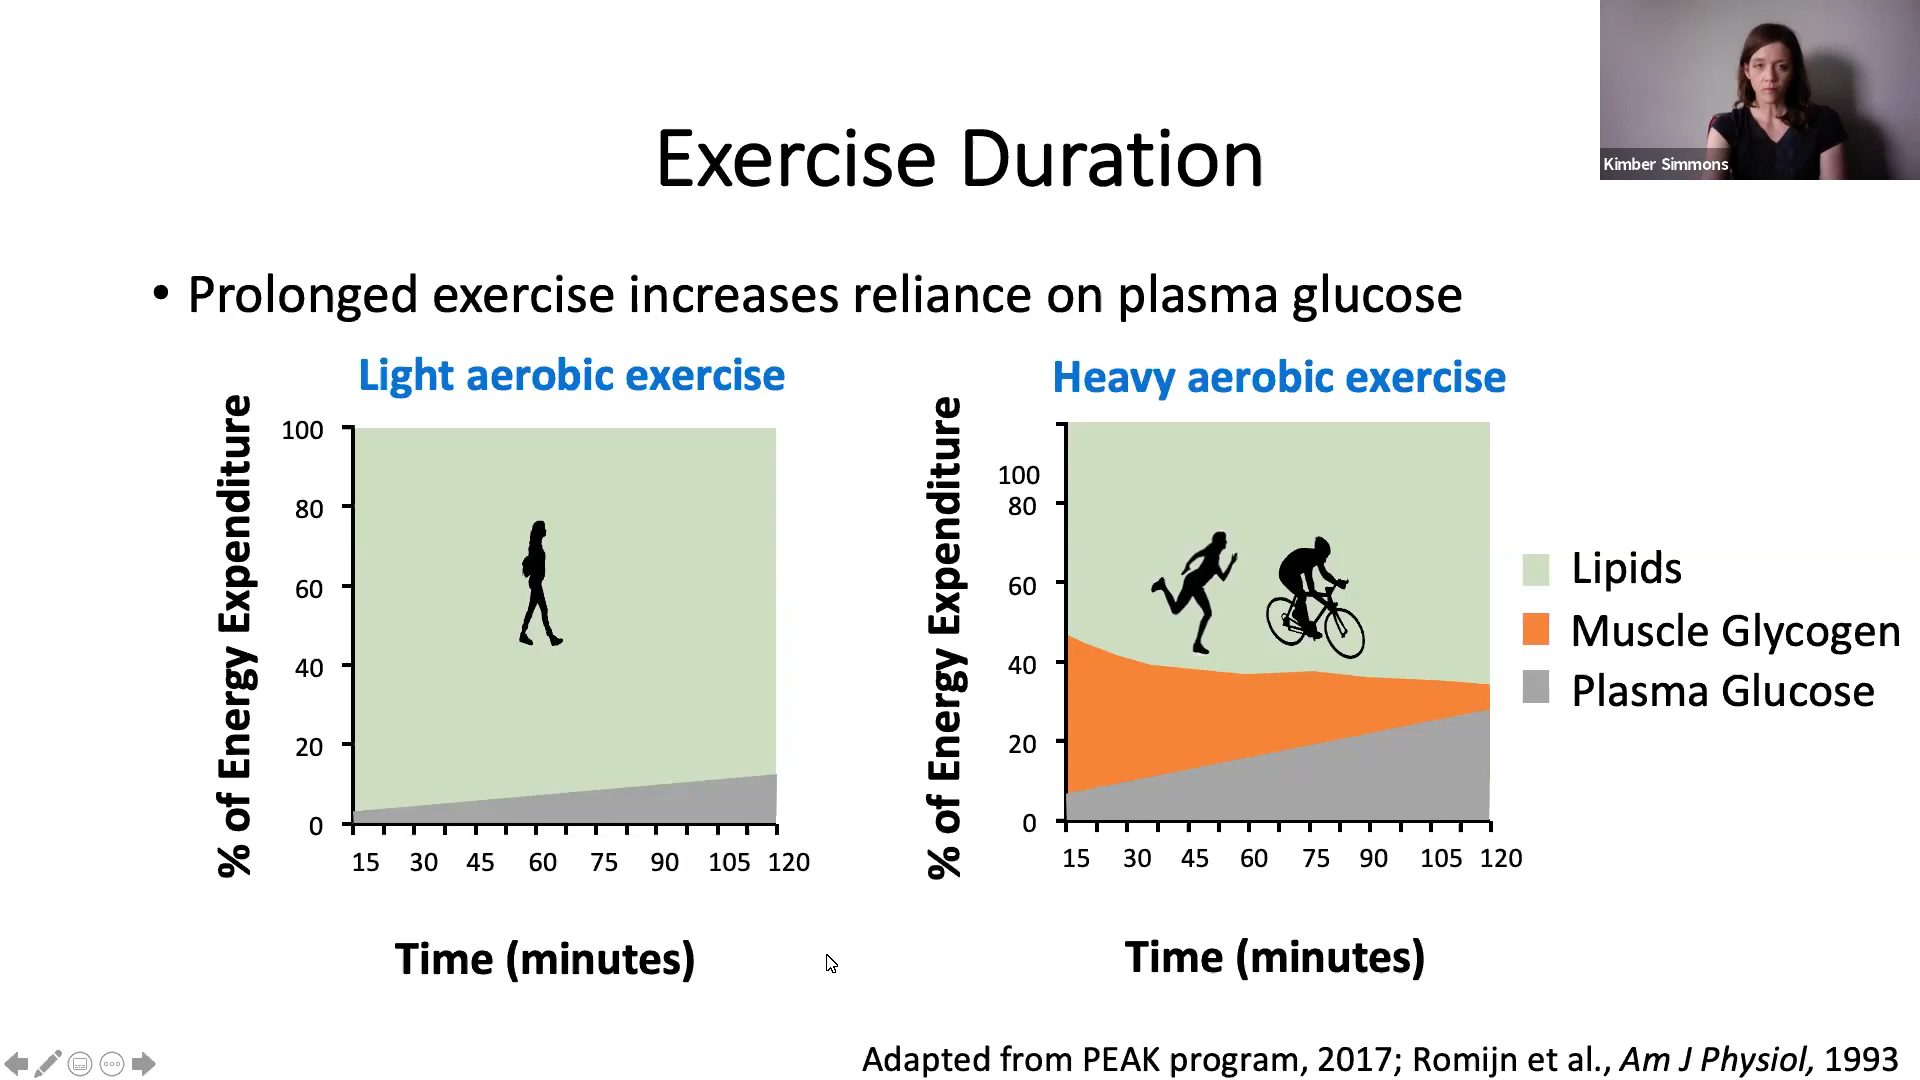 Kimber Simmons
Exercise Duration
• Prolonged exercise increases reliance on plasma glucose
Light aerobic exercise
% of Energy Expenditure
100
80
60
40
20
0
15 30 45 60 75 90 105 120
Time (minutes)
Heavy aerobic exercise
% of Energy Expenditure
100
80
60
40
20
0
15 30 45 60 75 90 105 120
Time (minutes)
Lipids
Muscle Glycogen
Plasma Glucose
Adapted from PEAK program, 2017; Romijn et al., Am J Physiol, 1993